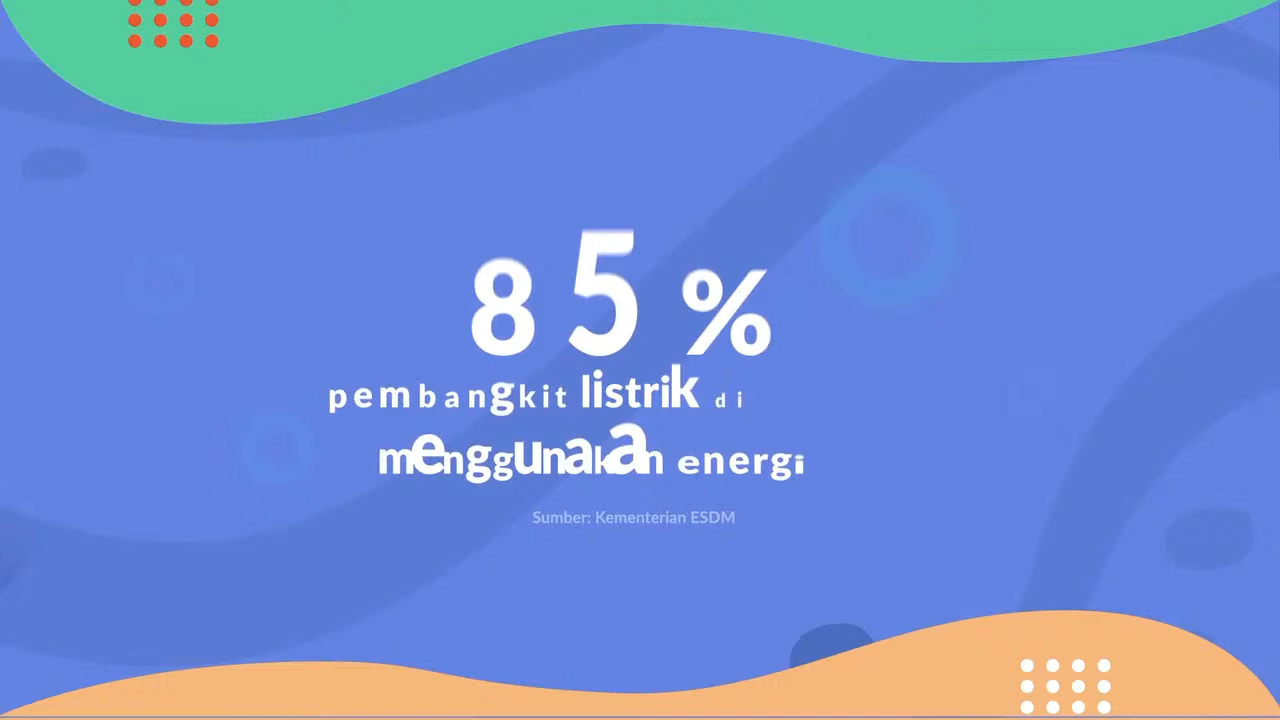 85%
pembangkit listrik di
menggunakan energi
Sumber: Kementerian ESDM